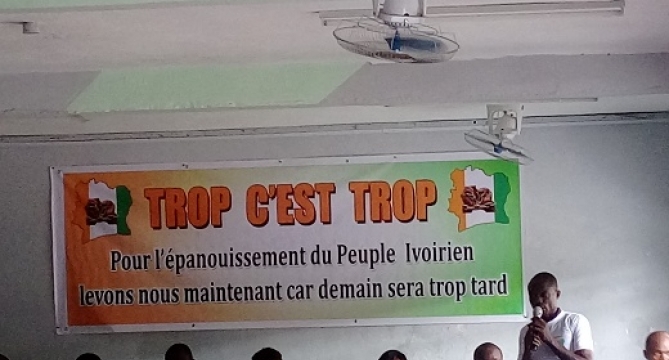 TROP C'EST TROP
Pour l'épanouissement du Peuple Ivoirien
levons nous maintenant car demain sera trop tard